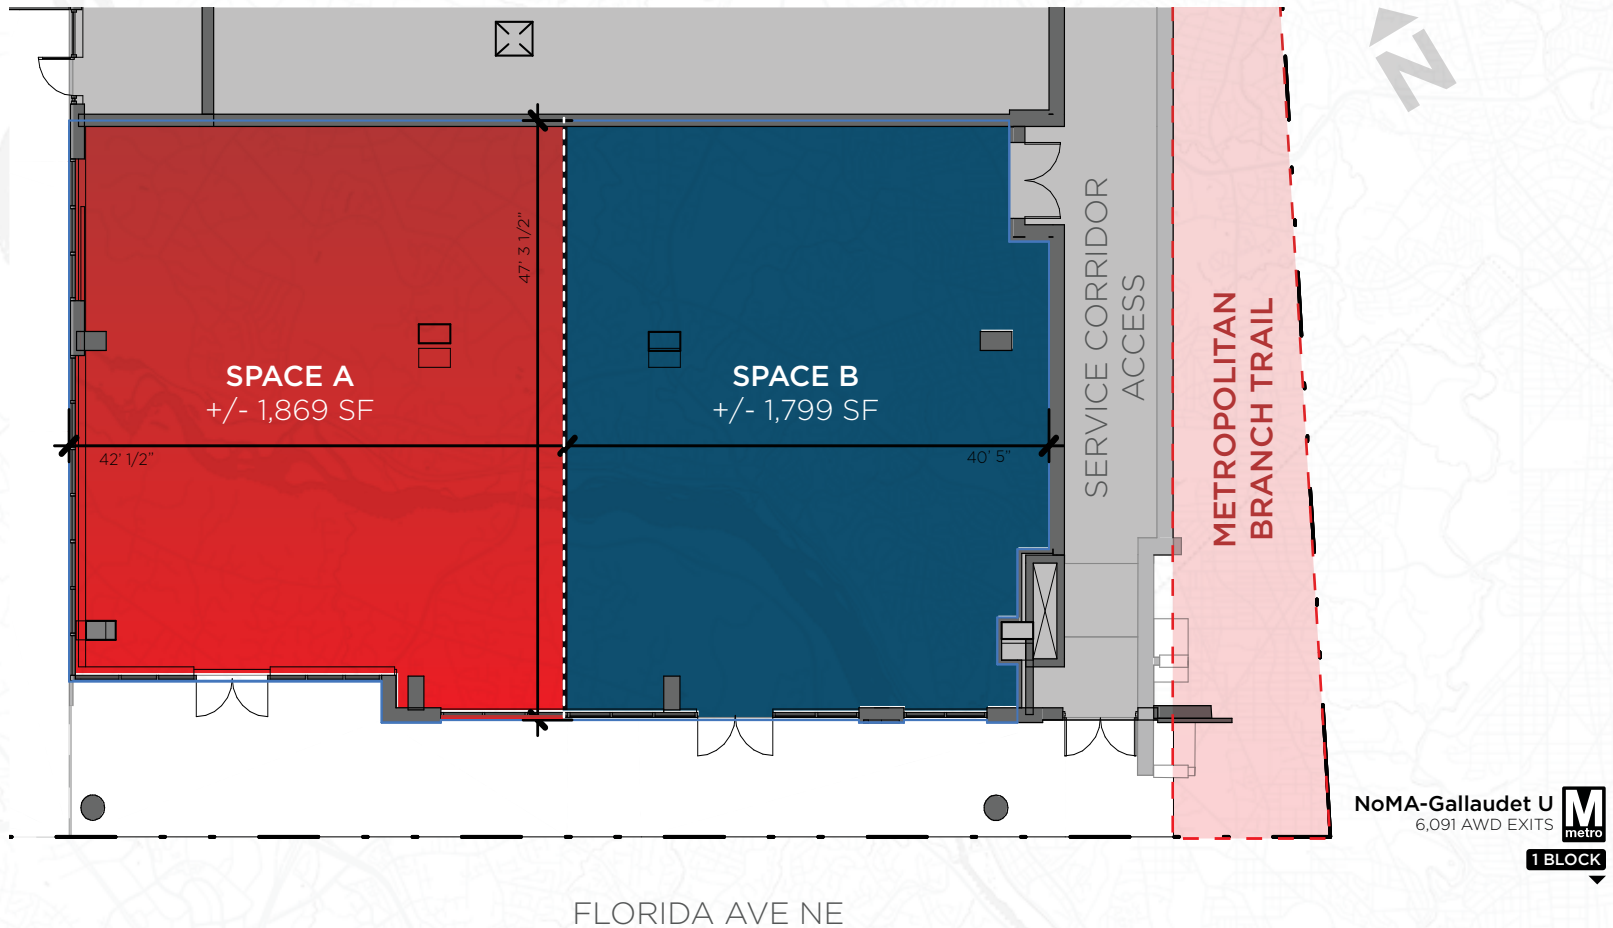 N
47' 3 1/2"
SPACE A
+/- 1,869 SF
SPACE B
+/- 1,799 SF
42' 1/2"
40' 5"
SERVICE CORRIDOR
ACCESS
METROPOLITAN
BRANCH TRAIL
NoMA-Gallaudet U
6,091 AWD EXITS
M
metro
1 BLOCK
FLORIDA AVE NE